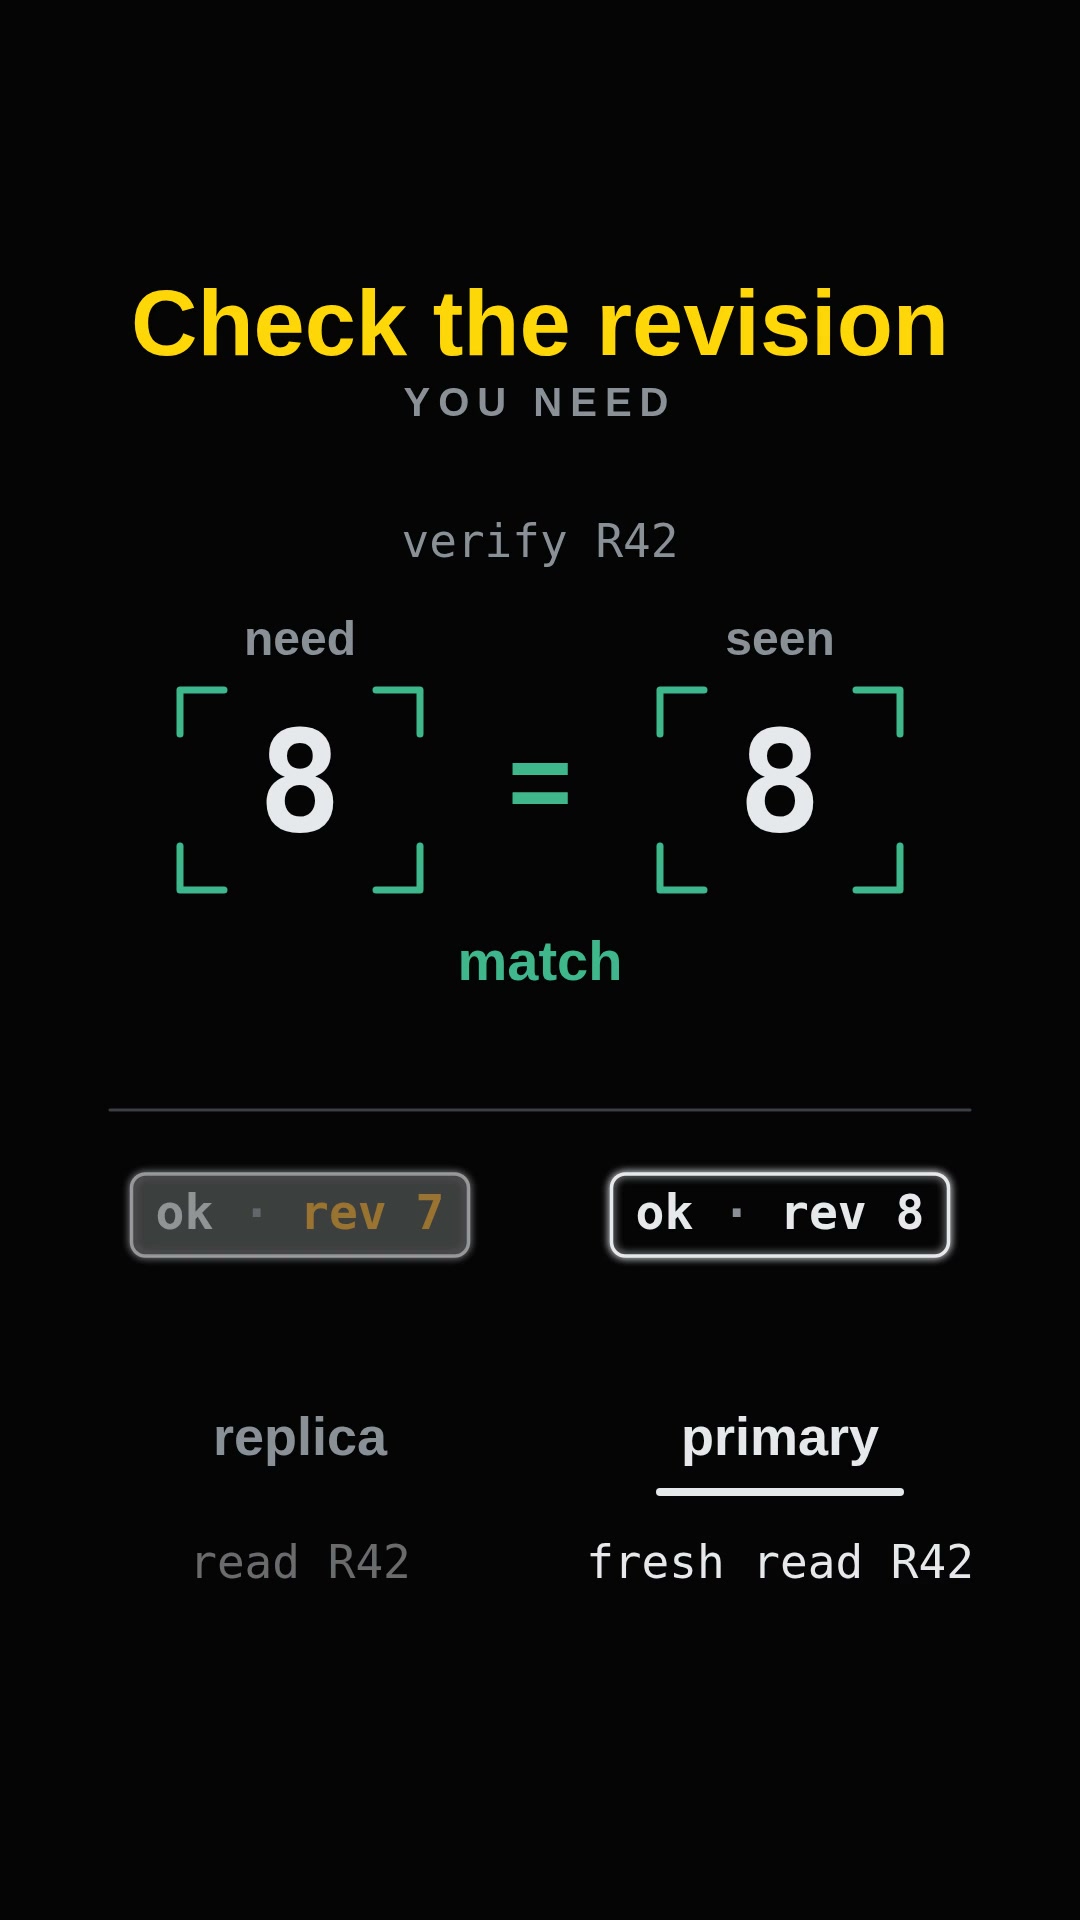 Check the revision
YOU NEED
verify R42
need seen
8 = 8
match
ok · rev 7 ok · rev 8
replica primary
read R42 fresh read R42